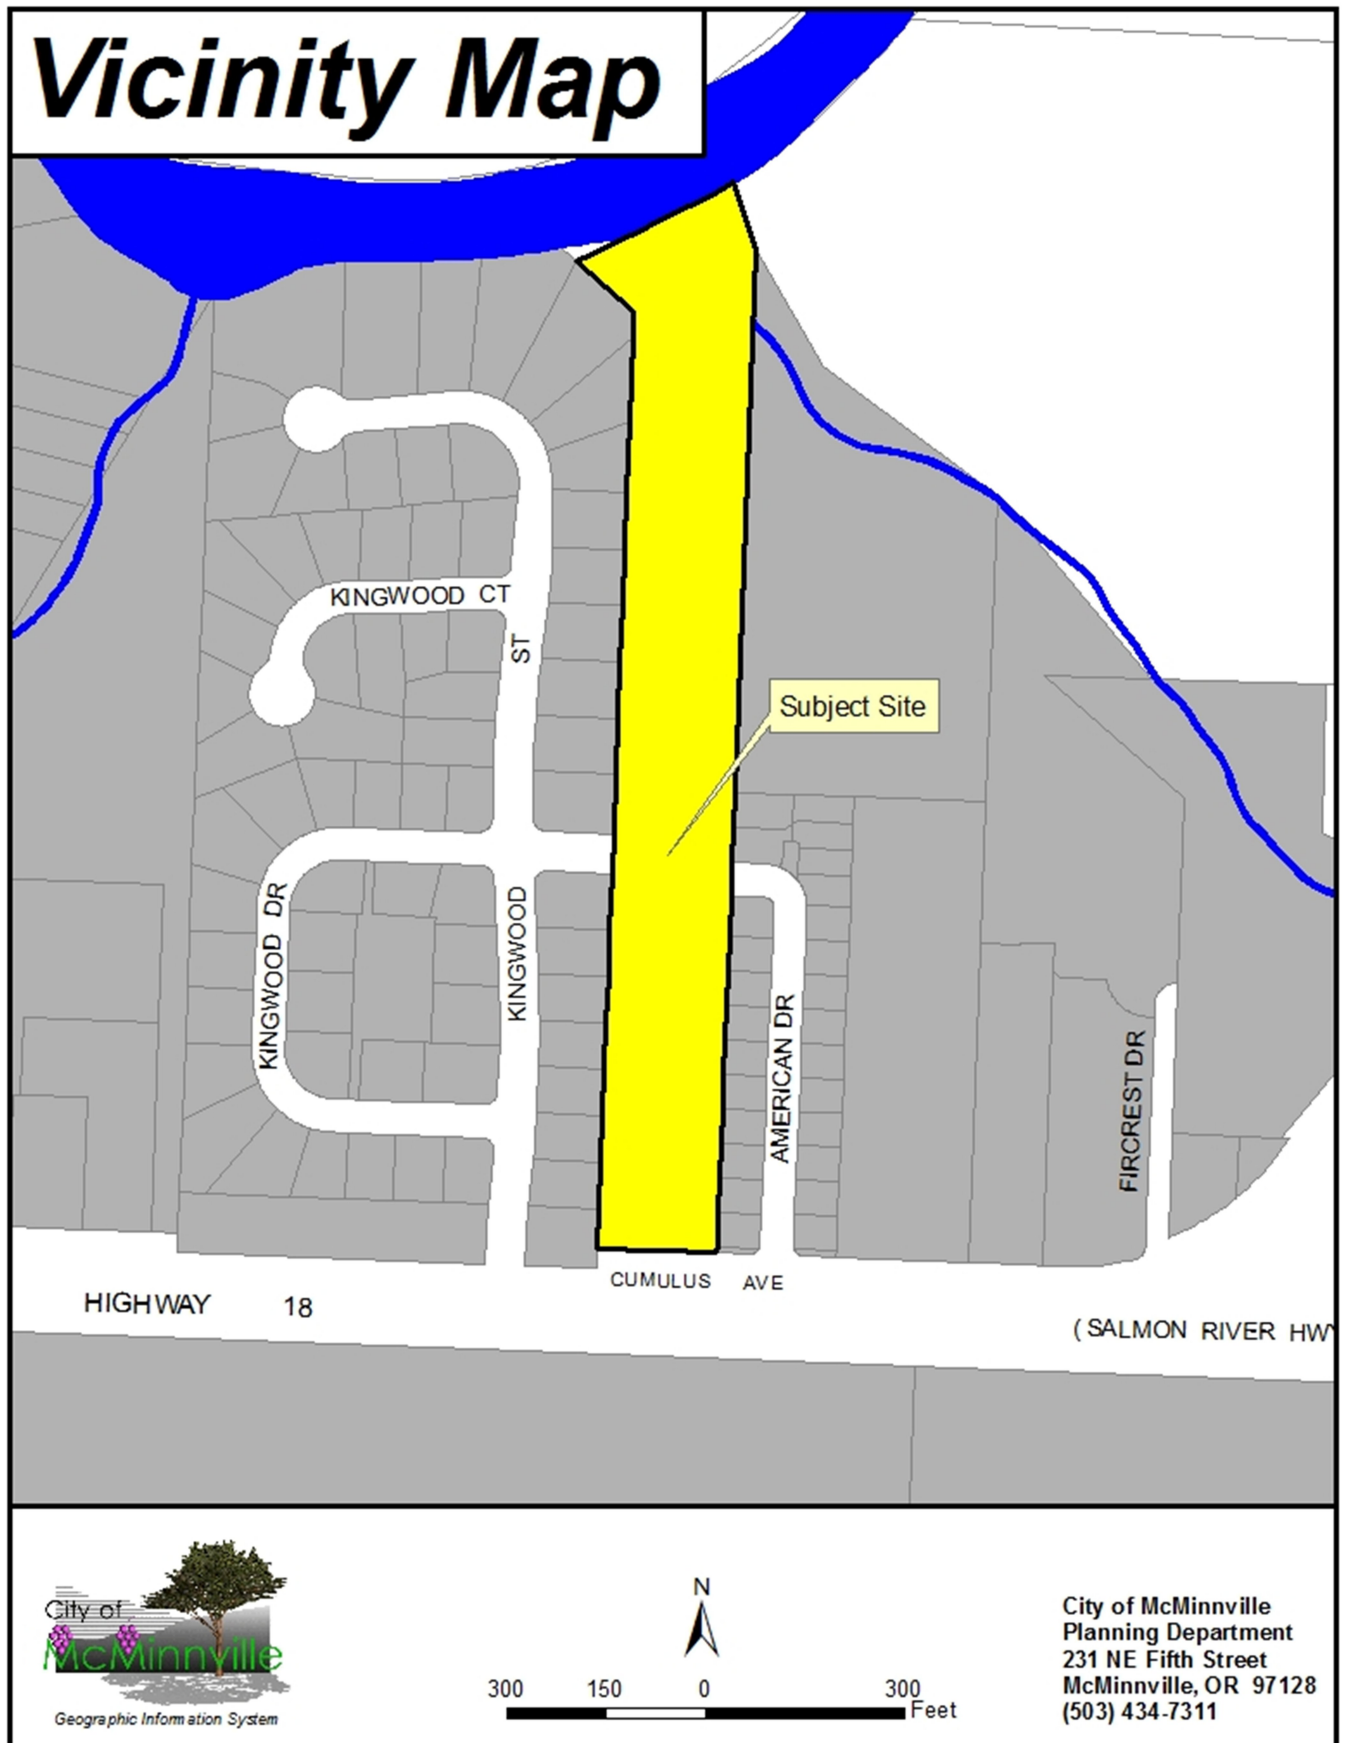 Vicinity Map
KINGWOOD CT
ST
Subject Site
KINGWOOD DR
KINGWOOD
AMERICAN DR
FIRCREST DR
CUMULUS AVE
HIGHWAY 18
(SALMON RIVER HWY
City of
McMinnville
Geographic Information System
N
300 150 0 300
Feet
City of McMinnville
Planning Department
231 NE Fifth Street
McMinnville, OR 97128
(503) 434-7311